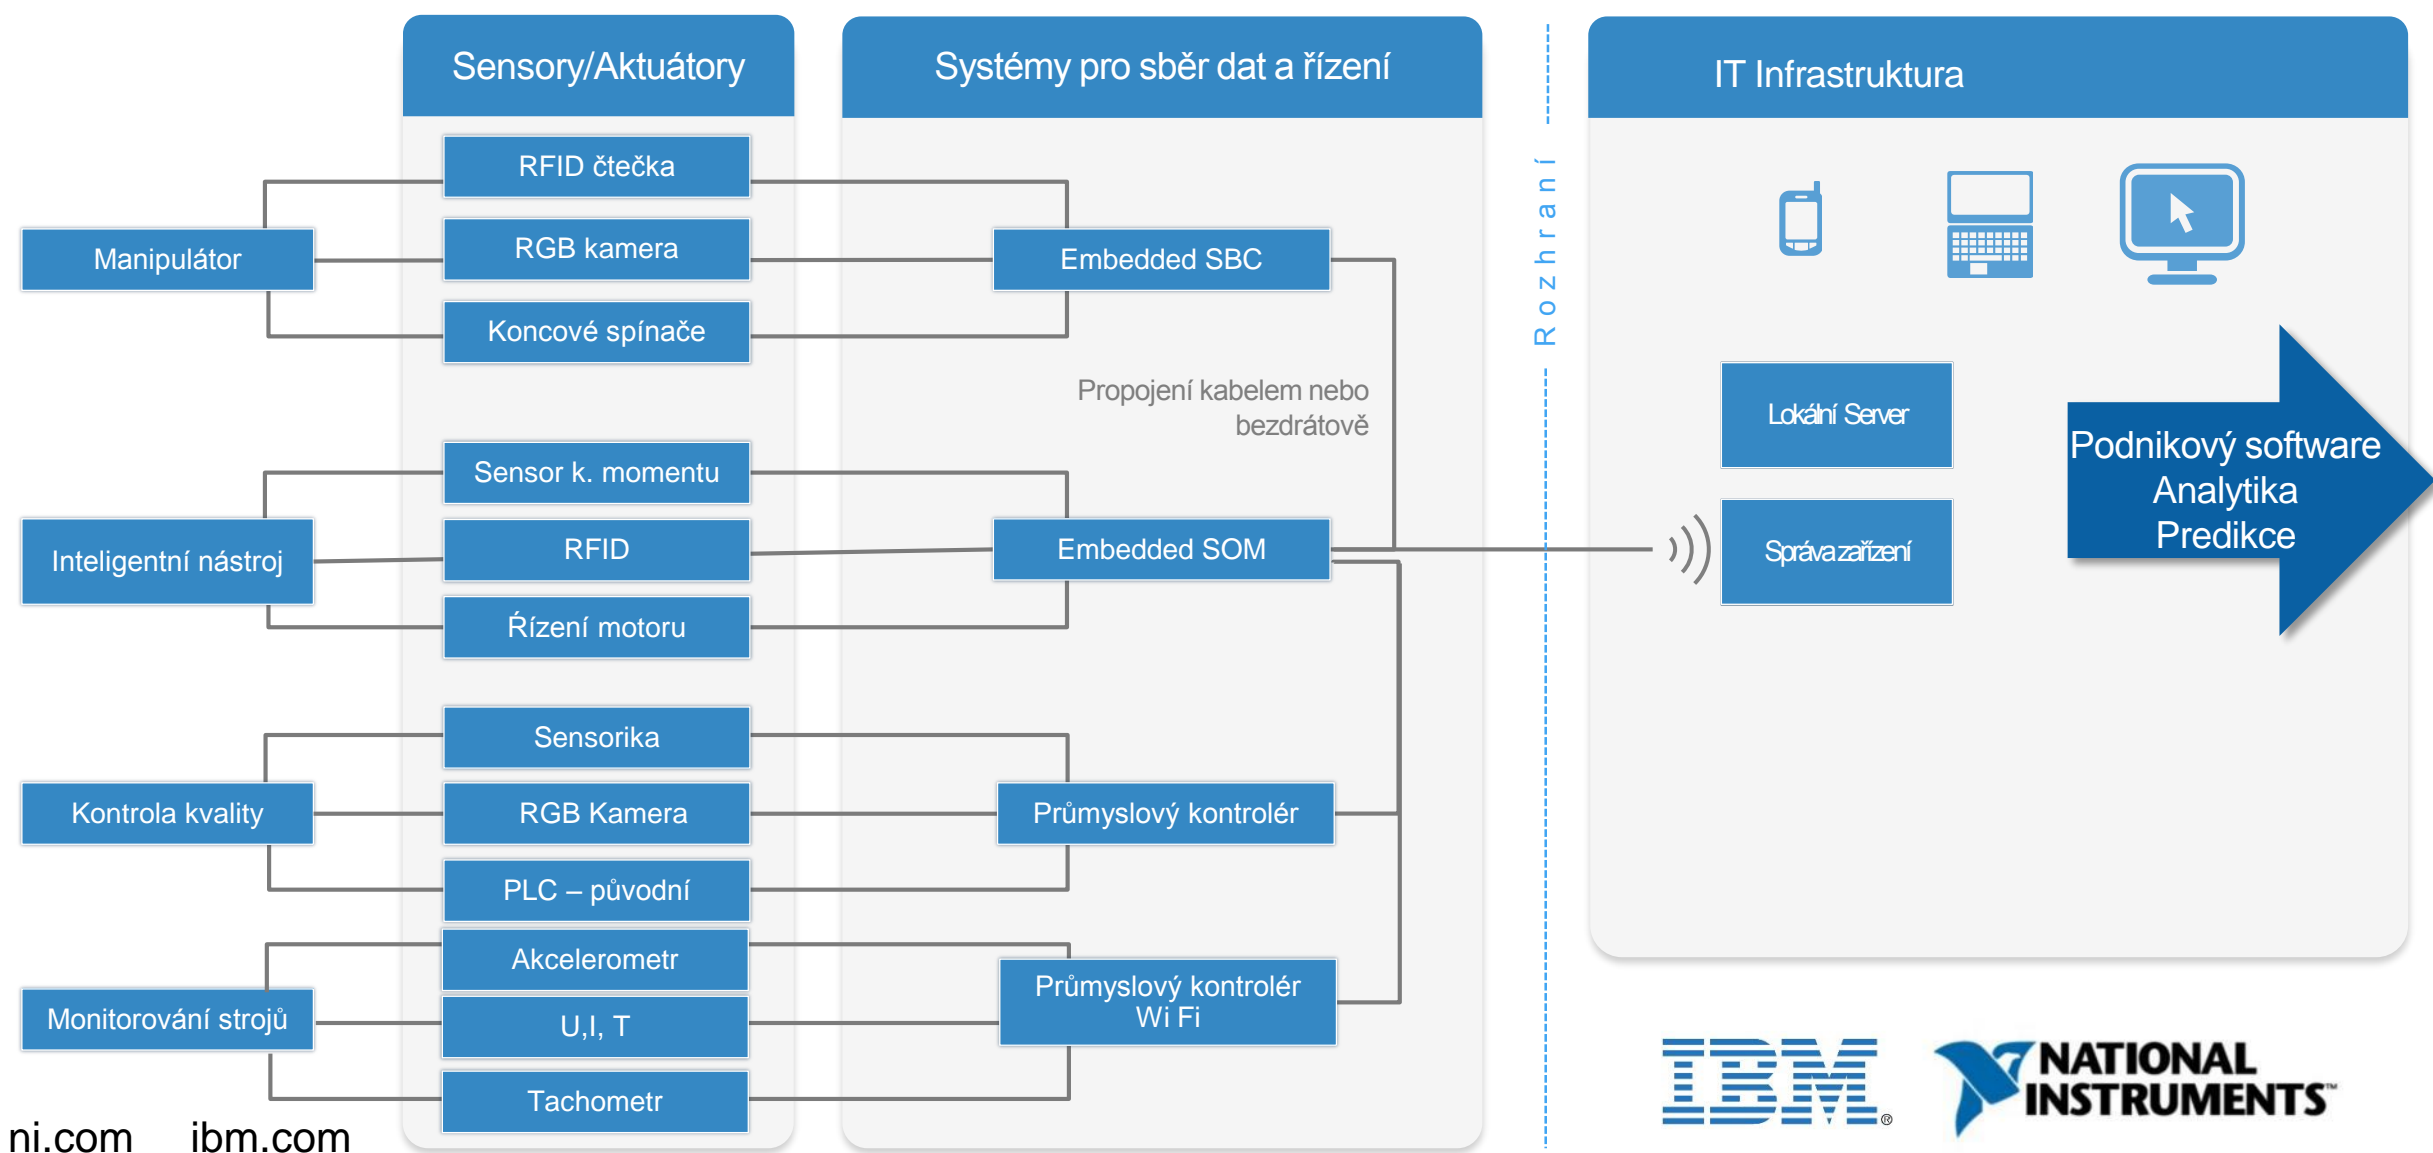 Sensory/Aktuátory
Systémy pro sběr dat a řízení
IT Infrastruktura
Rozhraní
Manipulátor
RFID čtečka
RGB kamera
Koncové spínače
Embedded SBC
Propojení kabelem nebo
bezdrátově
Inteligentní nástroj
Sensor k. momentu
RFID
Řízení motoru
Embedded SOM
Kontrola kvality
Sensorika
RGB Kamera
PLC – původní
Průmyslový kontrolér
Monitorování strojů
Akcelerometr
U,I, T
Tachometr
Průmyslový kontrolér
Wi Fi
Lokální Server
Správa zařízení
Podnikový software
Analytika
Predikce
IBM®
NATIONAL
INSTRUMENTS™
ni.com ibm.com